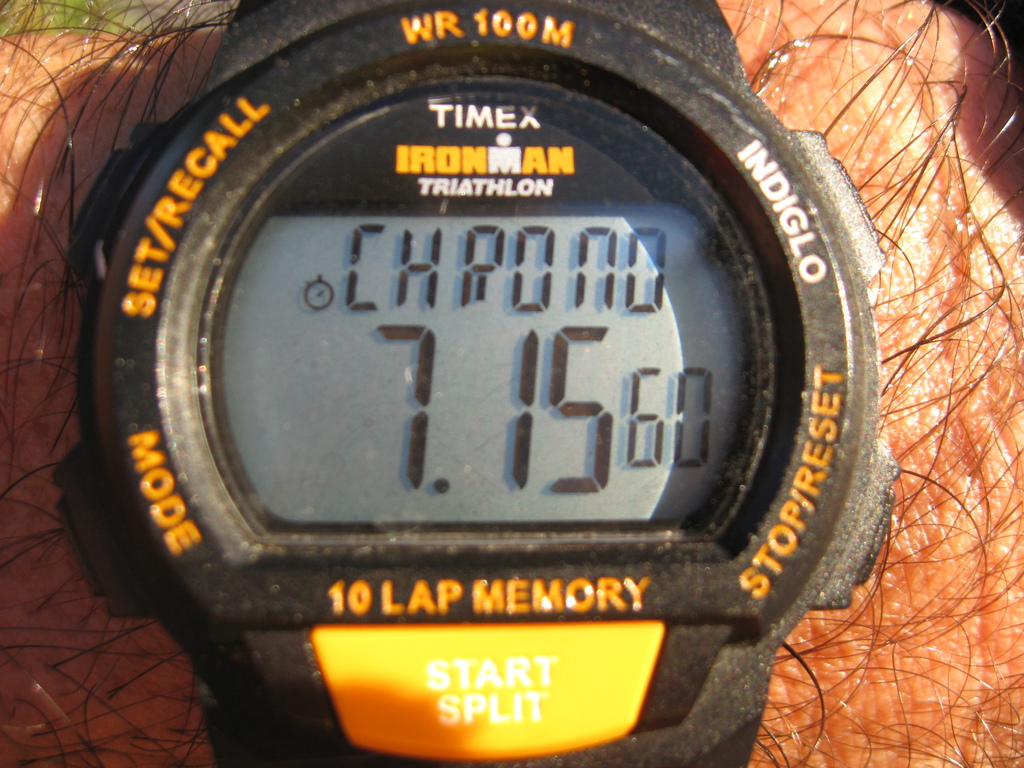 WR 100M
SET/RECALL
TIMEX
IRONMAN
TRIATHLON
INDIGLO
CHRONO
7.15 60
MODE
STOP/RESET
10 LAP MEMORY
START
SPLIT